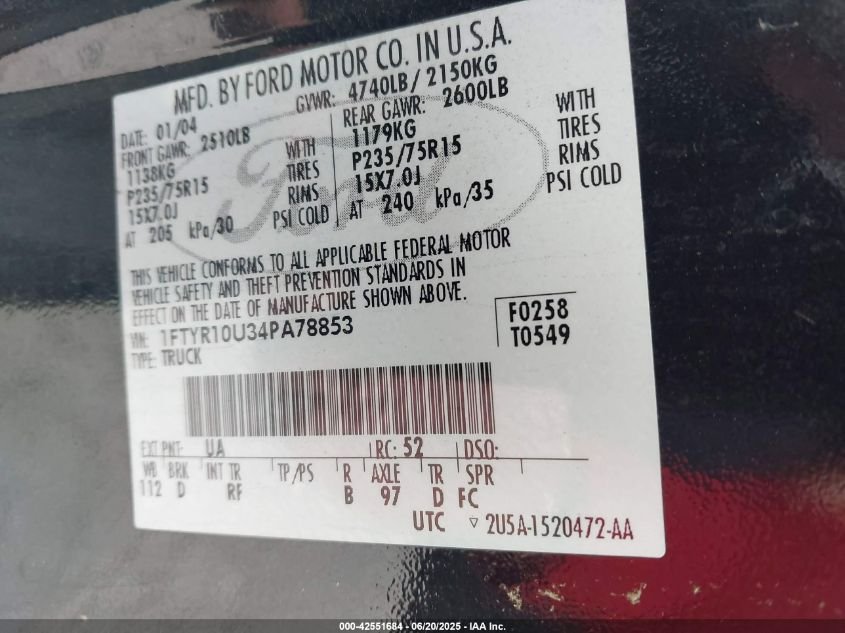 MFD. BY FORD MOTOR CO. IN U.S.A.
DATE: 01/04 GVWR: 4740LB/ 2150KG
FRONT GAWR: 2510LB REAR GAWR: 2600LB
1138KG WITH 1179KG WITH
P235/75R15 TIRES P235/75R15 TIRES
15X7.0J RIMS 15X7.0J RIMS
AT 205 kPa/30 PSI COLD AT 240 kPa/35 PSI COLD
Ford
THIS VEHICLE CONFORMS TO ALL APPLICABLE FEDERAL MOTOR
VEHICLE SAFETY AND THEFT PREVENTION STANDARDS IN
EFFECT ON THE DATE OF MANUFACTURE SHOWN ABOVE.
VIN: 1FTYR10U34PA78853 F0258
TYPE: TRUCK T0549
EXT PNT: UA RC: 52 DSO:
WB BRK INT TR TP/PS R AXLE TR SPR
112 D RF B 97 D FC
UTC ▽ 2U5A-1520472-AA
000-42551684 - 06/20/2025 - IAA Inc.